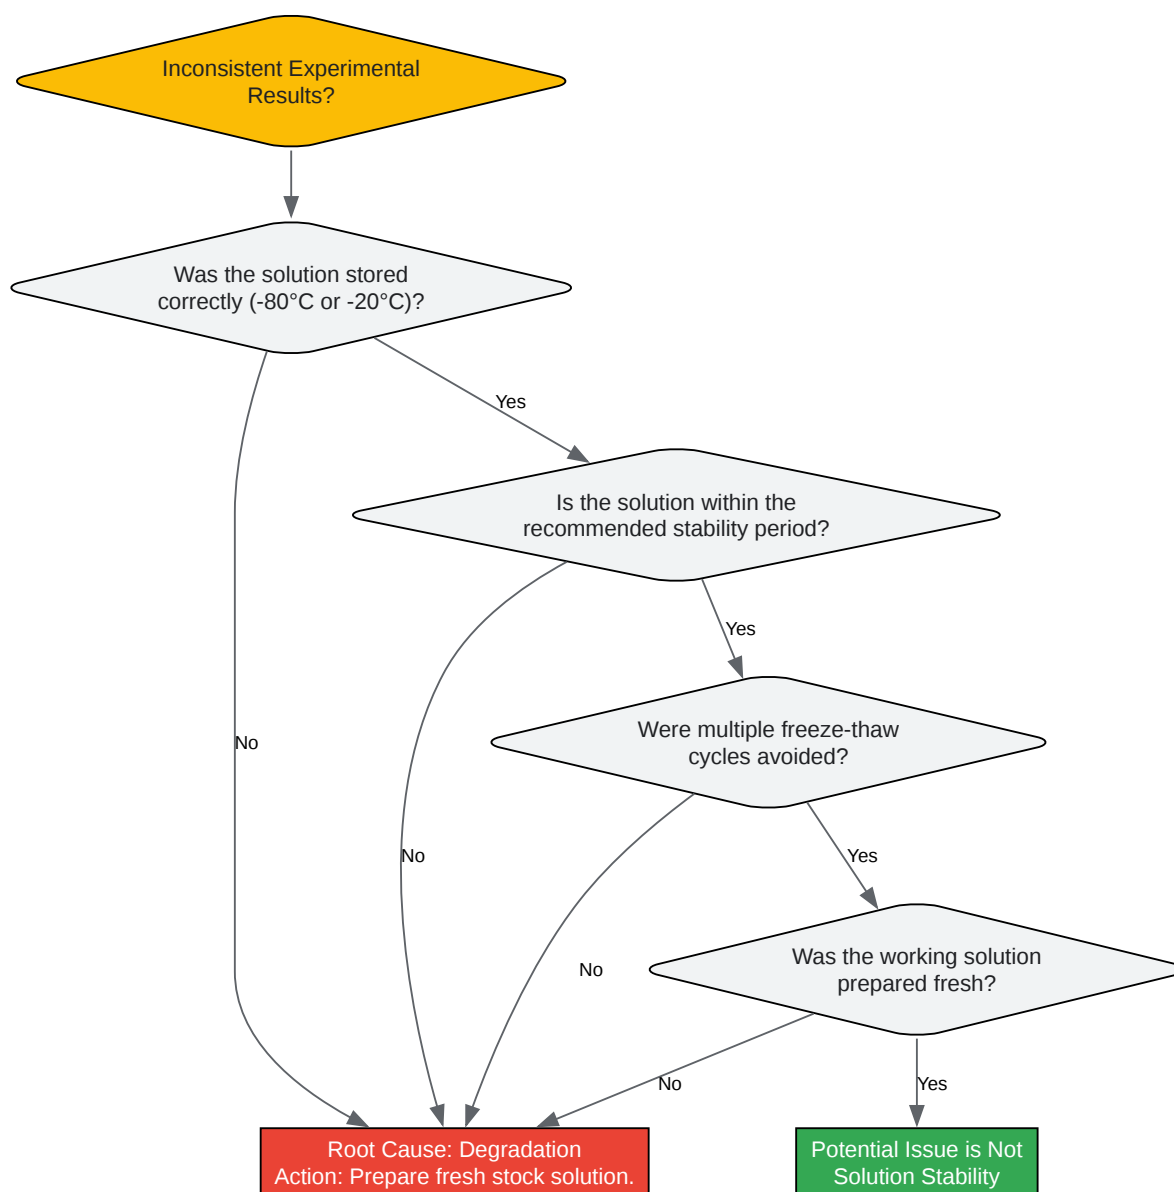 Inconsistent Experimental
Results?
Was the solution stored
correctly (-80°C or -20°C)?
Yes
Is the solution within the
recommended stability period?
Yes
Were multiple freeze-thaw
cycles avoided?
No
No
Yes
No
Was the working solution
prepared fresh?
No
Yes
Root Cause: Degradation
Action: Prepare fresh stock solution.
Potential Issue is Not
Solution Stability